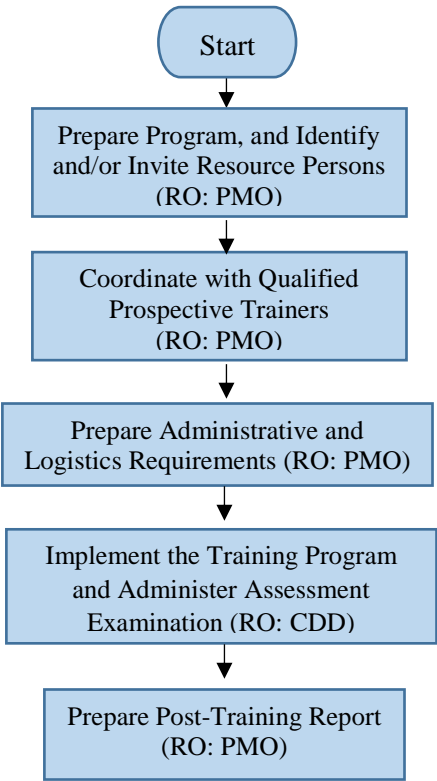 Start
Prepare Program, and Identify
and/or Invite Resource Persons
(RO: PMO)
Coordinate with Qualified
Prospective Trainers
(RO: PMO)
Prepare Administrative and
Logistics Requirements (RO: PMO)
Implement the Training Program
and Administer Assessment
Examination (RO: CDD)
Prepare Post-Training Report
(RO: PMO)